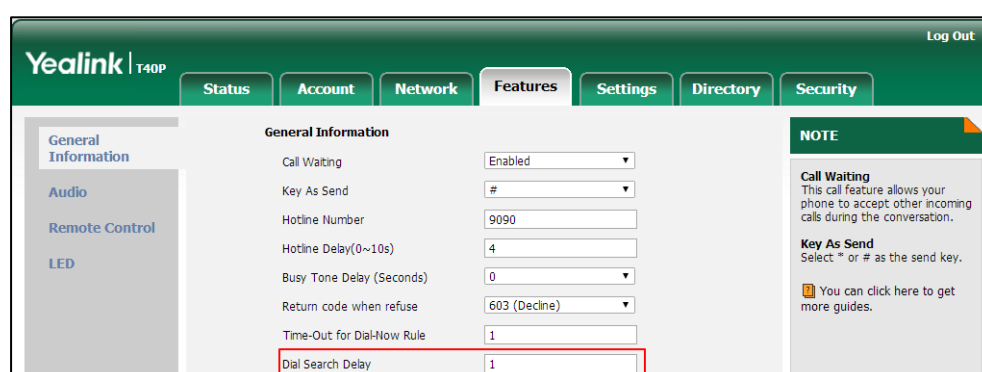 Log Out
Yealink | T40P
Status Account Network Features Settings Directory Security
General
Information
Audio
Remote Control
LED
General Information
Call Waiting Enabled
Key As Send #
Hotline Number 9090
Hotline Delay(0~10s) 4
Busy Tone Delay (Seconds) 0
Return code when refuse 603 (Decline)
Time-Out for Dial-Now Rule 1
Dial Search Delay 1
NOTE
Call Waiting
This call feature allows your
phone to accept other incoming
calls during the conversation.
Key As Send
Select * or # as the send key.
You can click here to get
more guides.